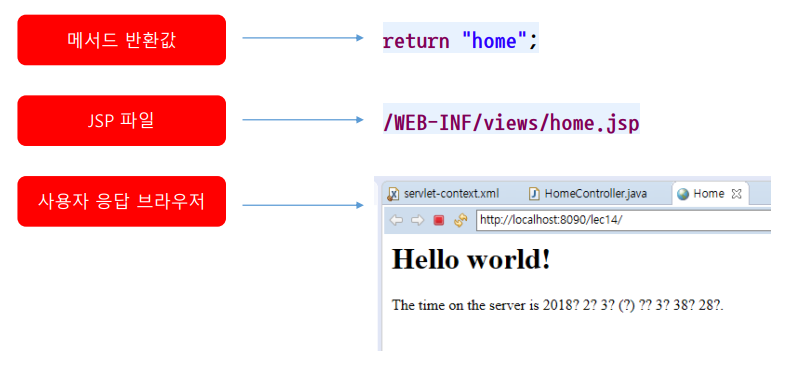 메서드 반환값
return "home";
JSP 파일
/WEB-INF/views/home.jsp
사용자 응답 브라우저
servlet-context.xml HomeController.java Home
http://localhost:8090/lec14/
Hello world!
The time on the server is 2018? 2? 3? (?) ?? 3? 38? 28?.